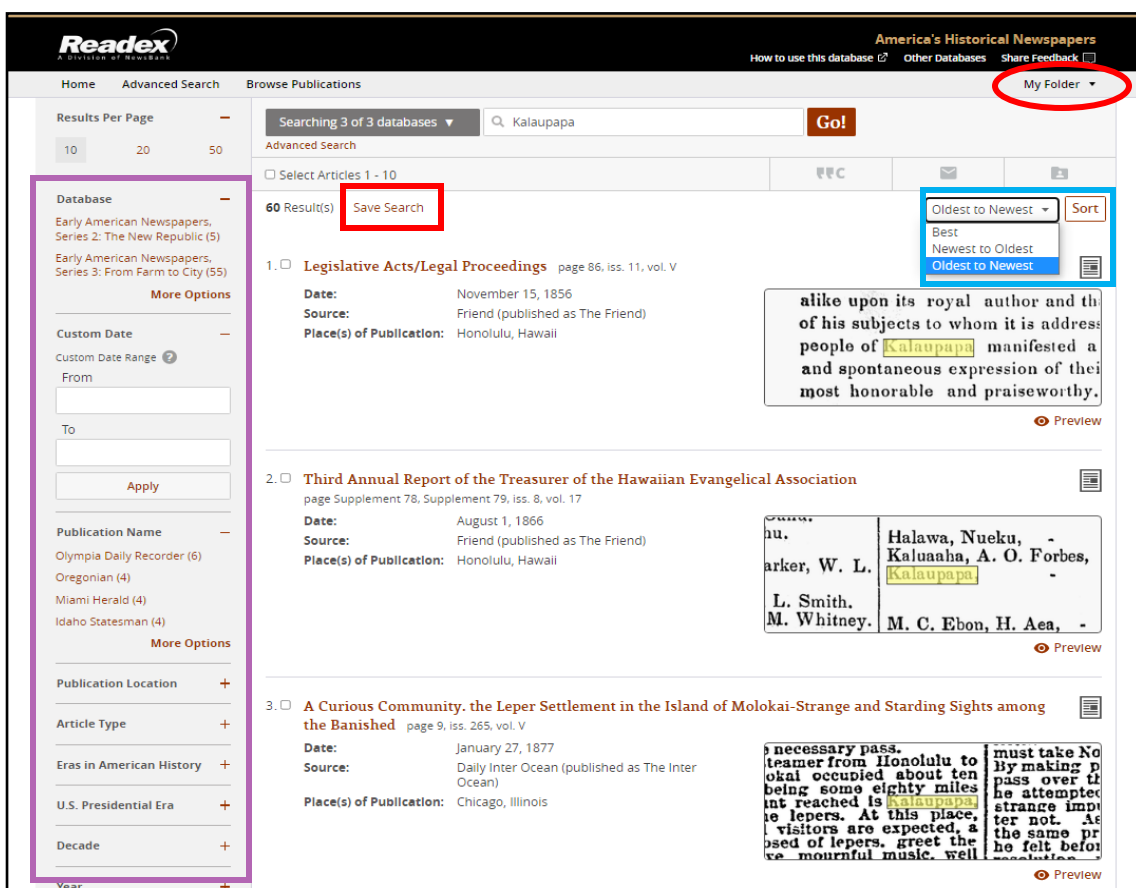 Readex
A Division of NewsBank
America's Historical Newspapers
How to use this database Other Databases Share Feedback
Home Advanced Search Browse Publications My Folder
Results Per Page
10 20 50
Database
Early American Newspapers,
Series 2: The New Republic (5)
Early American Newspapers,
Series 3: From Farm to City (55)
More Options
Custom Date
Custom Date Range ?
From
To
Apply
Publication Name
Olympia Daily Recorder (6)
Oregonian (4)
Miami Herald (4)
Idaho Statesman (4)
More Options
Publication Location
Article Type
Eras in American History
U.S. Presidential Era
Decade
Year
Searching 3 of 3 databases Kalaupapa Go!
Advanced Search
Select Articles 1 - 10
60 Result(s) Save Search
Oldest to Newest Sort
Best
Newest to Oldest
Oldest to Newest
1. Legislative Acts/Legal Proceedings page 86, iss. 11, vol. V
Date: November 15, 1856
Source: Friend (published as The Friend)
Place(s) of Publication: Honolulu, Hawaii
alike upon its royal author and th
of his subjects to whom it is address
people of Kalaupapa manifested a
and spontaneous expression of thei
most honorable and praiseworthy.
Preview
2. Third Annual Report of the Treasurer of the Hawaiian Evangelical Association
page Supplement 78, Supplement 79, iss. 8, vol. 17
Date: August 1, 1866
Source: Friend (published as The Friend)
Place(s) of Publication: Honolulu, Hawaii
hu.
arker, W. L.
L. Smith.
M. Whitney.
Halawa, Nueku, -
Kaluaaha, A. O. Forbes,
Kalaupapa, -
M. C. Ebon, H. Aea, -
Preview
3. A Curious Community. the Leper Settlement in the Island of Molokai-Strange and Starding Sights among
the Banished page 9, iss. 265, vol. V
Date: January 27, 1877
Source: Daily Inter Ocean (published as The Inter
Ocean)
Place(s) of Publication: Chicago, Illinois
necessary pass.
teamer from Honolulu to
okai occupied about ten
being some eighty miles
nt reached is Kalaupapa,
e lepers. At this place,
visitors are expected, a
osed of lepers. greet the
ve mournful music. Well
must take No
By making p
pass over th
he attempted
strange impr
ter not. As
the same pr
he felt befor
Preview